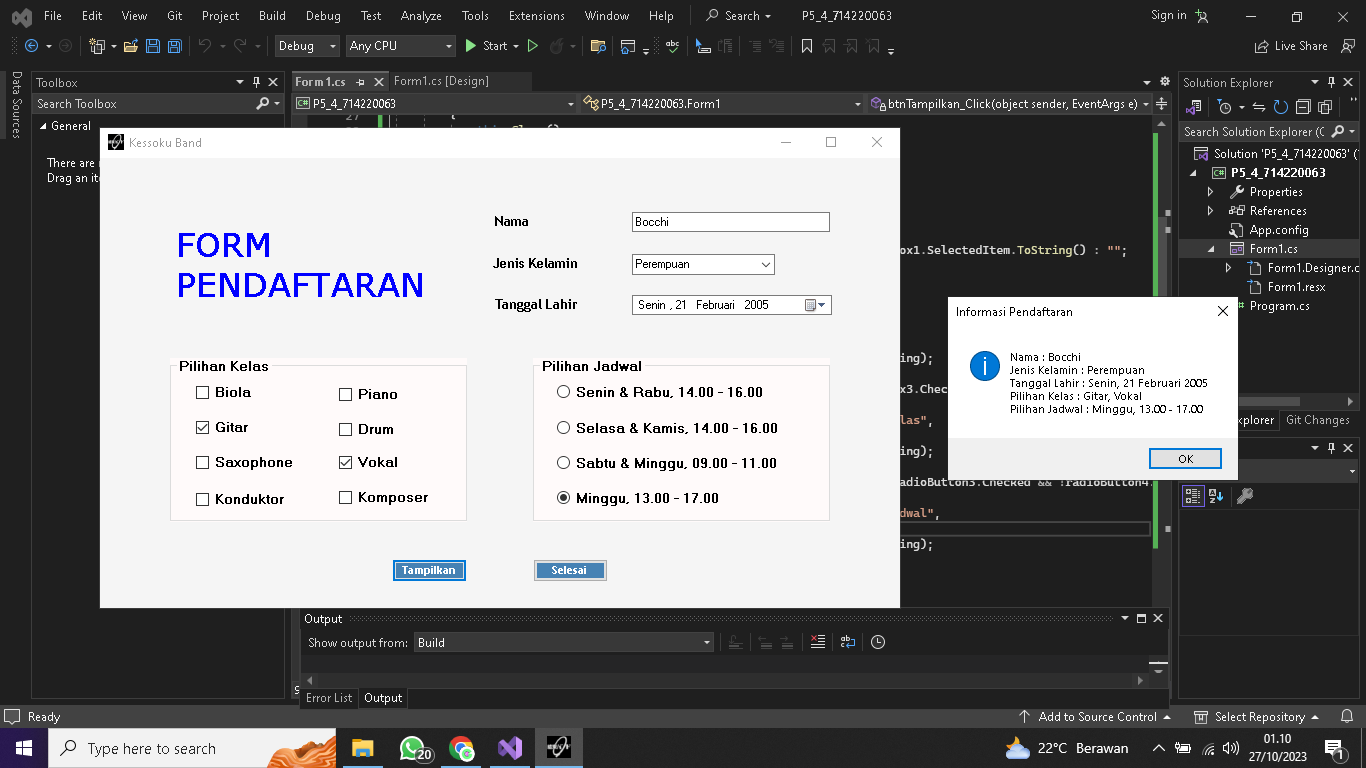 File Edit View Git Project Build Debug Test Analyze Tools Extensions Window Help Search P5_4_714220063 Sign in
Debug Any CPU Start Live Share
Data Sources
Toolbox
Search Toolbox
General
There are
Drag an
Form1.cs Form1.cs [Design]
P5_4_714220063 P5_4_714220063.Form1 btnTampilkan_Click(object sender, EventArgs e)
27
Kessoku Band
FORM
PENDAFTARAN
Nama Bocchi
Jenis Kelamin Perempuan
Tanggal Lahir Senin , 21 Februari 2005
Pilihan Kelas
Biola Piano
Gitar Drum
Saxophone Vokal
Konduktor Komposer
Pilihan Jadwal
Senin & Rabu, 14.00 - 16.00
Selasa & Kamis, 14.00 - 16.00
Sabtu & Minggu, 09.00 - 11.00
Minggu, 13.00 - 17.00
Tampilkan Selesai
ox1.SelectedItem.ToString() : "";
ing);
ox3.Chec
las",
ing);
radioButton3.Checked && !radioButton4.
dwal",
ing);
Informasi Pendaftaran
Nama : Bocchi
Jenis Kelamin : Perempuan
Tanggal Lahir : Senin, 21 Februari 2005
Pilihan Kelas : Gitar, Vokal
Pilihan Jadwal : Minggu, 13.00 - 17.00
OK
Solution Explorer
Search Solution Explorer (C
Solution 'P5_4_714220063' (
P5_4_714220063
Properties
References
App.config
Form1.cs
Form1.Designer.c
Form1.resx
Program.cs
xplorer Git Changes
Output
Show output from: Build
Error List Output
Ready Add to Source Control Select Repository
Type here to search 20 22°C Berawan 01.10
27/10/2023 1